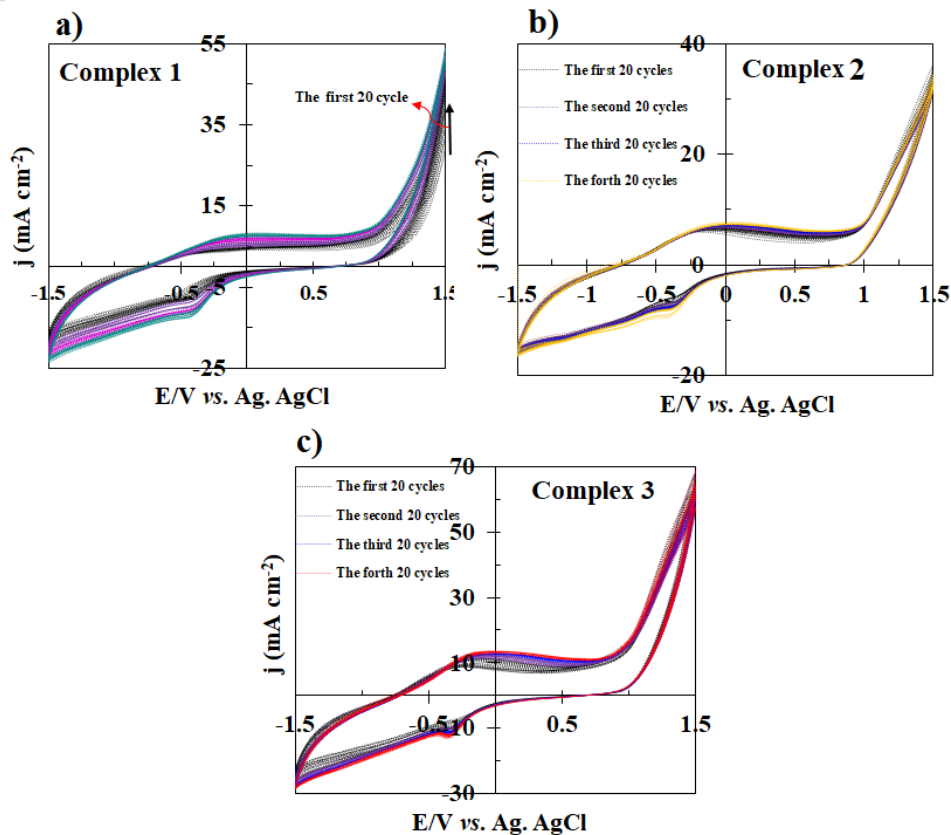 a)
Complex 1
The first 20 cycle
55
35
15
-5
-25
-1.5
-0.5
0.5
1.5
j (mA cm-2)
E/V vs. Ag. AgCl
b)
Complex 2
The first 20 cycles
The second 20 cycles
The third 20 cycles
The forth 20 cycles
40
20
0
-20
-1.5
-1
-0.5
0
0.5
1
1.5
j (mA cm-2)
E/V vs. Ag. AgCl
c)
Complex 3
The first 20 cycles
The second 20 cycles
The third 20 cycles
The forth 20 cycles
70
50
30
10
-10
-30
-1.5
-0.5
0.5
1.5
j (mA cm-2)
E/V vs. Ag. AgCl